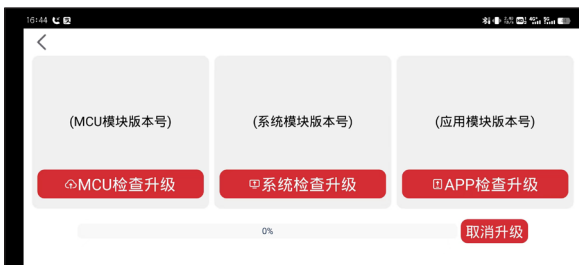 16:44
(MCU模块版本号)
(系统模块版本号)
(应用模块版本号)
MCU检查升级
系统检查升级
APP检查升级
0%
取消升级